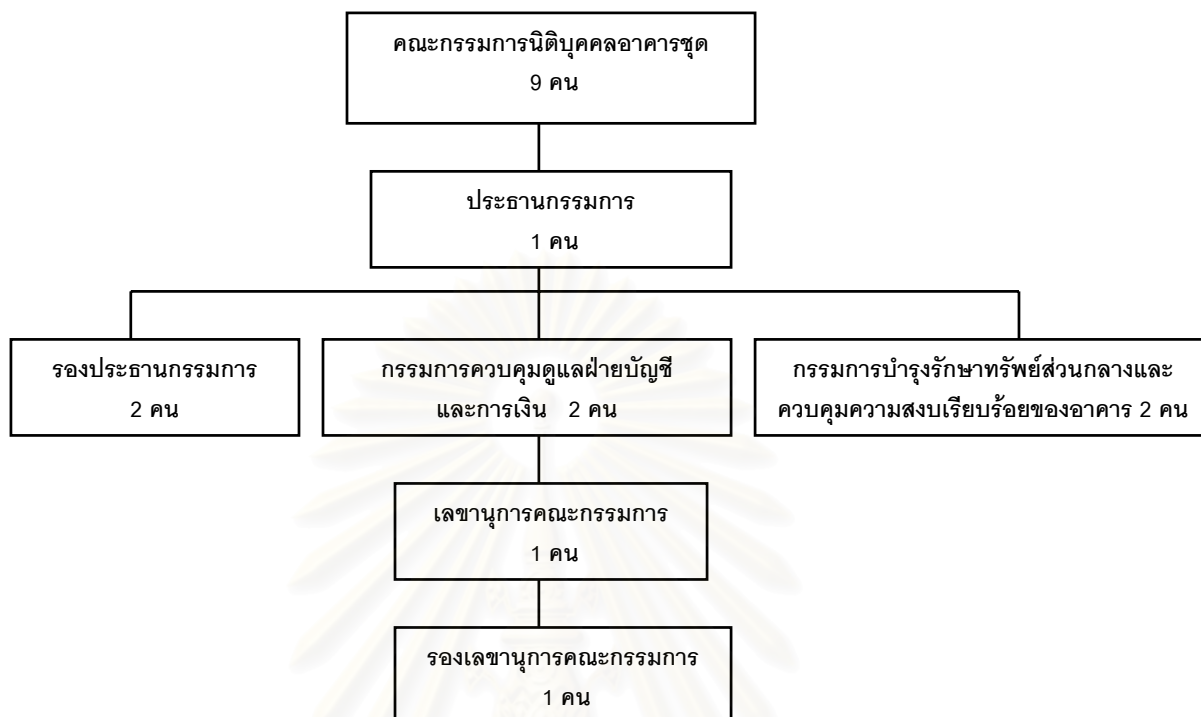 คณะกรรมการนิติบุคคลอาคารชุด
9 คน
ประธานกรรมการ
1 คน
รองประธานกรรมการ
2 คน
กรรมการควบคุมดูแลฝ่ายบัญชี
และการเงิน 2 คน
กรรมการบำรุงรักษาทรัพย์ส่วนกลางและ
ควบคุมความสงบเรียบร้อยของอาคาร 2 คน
เลขานุการคณะกรรมการ
1 คน
รองเลขานุการคณะกรรมการ
1 คน